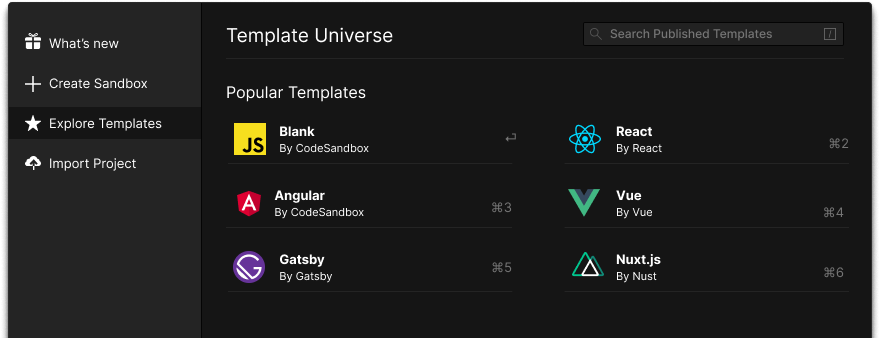 What's new
Create Sandbox
Explore Templates
Import Project
Template Universe
Search Published Templates /
Popular Templates
JS
Blank
By CodeSandbox
↵
React
By React
⌘2
A
Angular
By CodeSandbox
⌘3
Vue
By Vue
⌘4
Gatsby
By Gatsby
⌘5
Nuxt.js
By Nust
⌘6